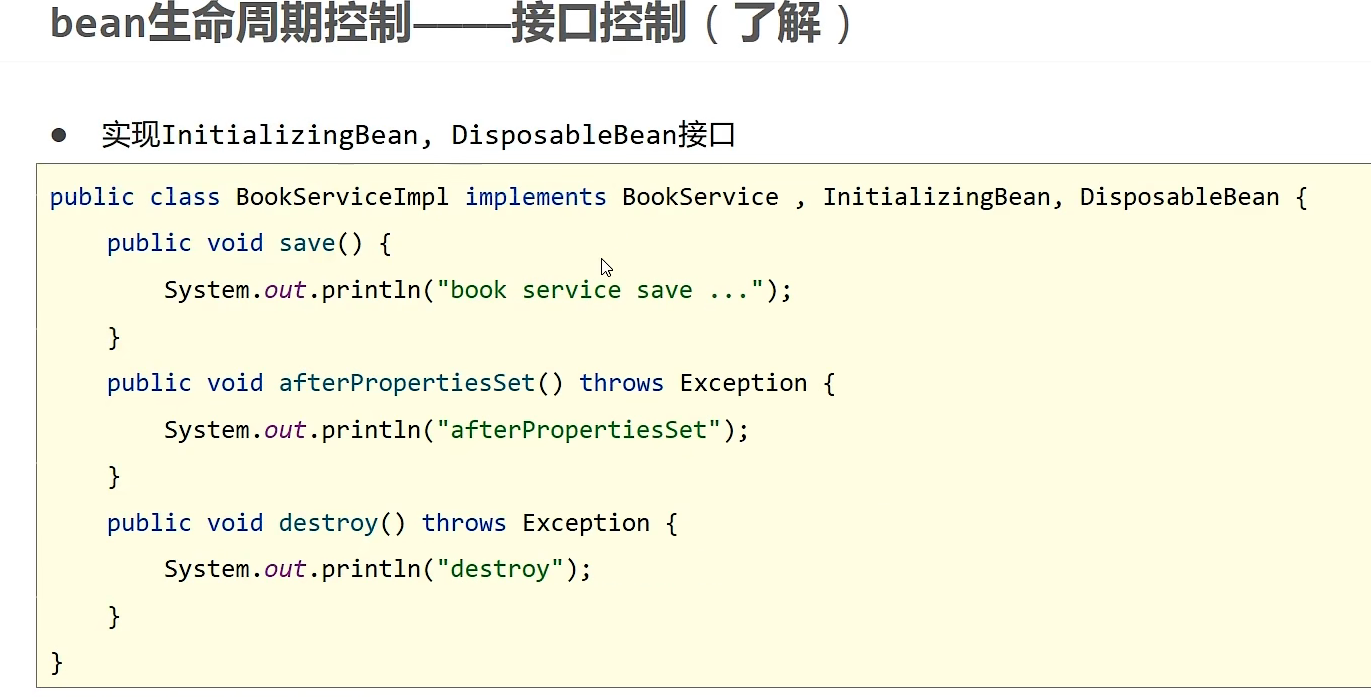 bean生命周期控制————接口控制（了解）
● 实现InitializingBean, DisposableBean接口
public class BookServiceImpl implements BookService , InitializingBean, DisposableBean {
    public void save() {
        System.out.println("book service save ...");
    }
    public void afterPropertiesSet() throws Exception {
        System.out.println("afterPropertiesSet");
    }
    public void destroy() throws Exception {
        System.out.println("destroy");
    }
}